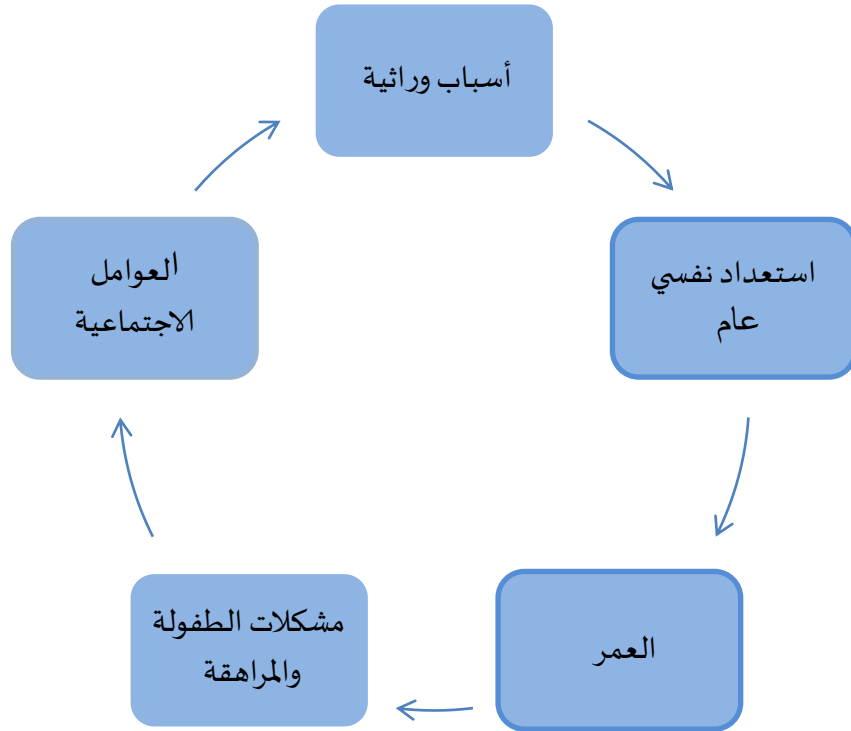 أسباب وراثية
استعداد نفسي
عام
العمر
مشكلات الطفولة
والمراهقة
العوامل
الاجتماعية